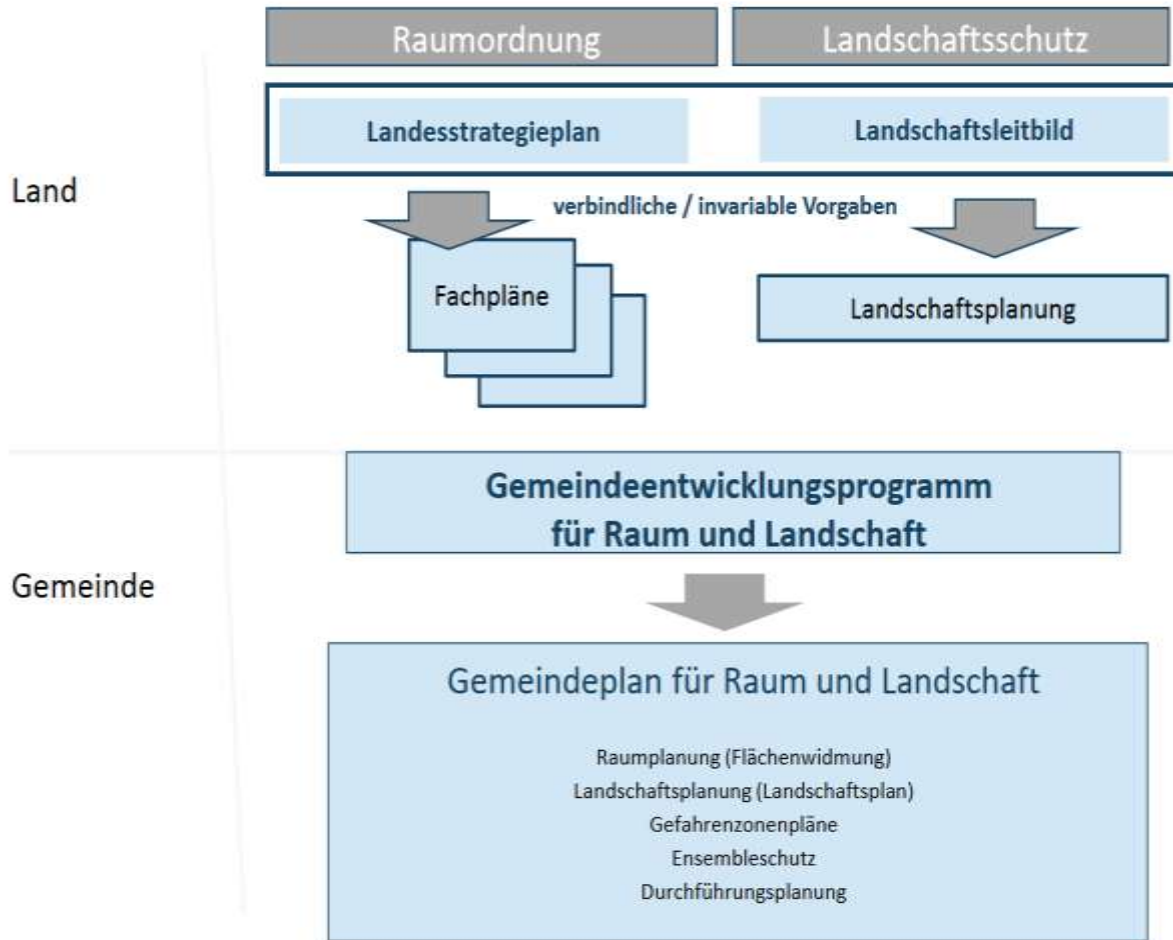 Raumordnung
Landschaftsschutz
Landesstrategieplan
Landschaftsleitbild
Land
verbindliche / invariable Vorgaben
Fachpläne
Landschaftsplanung
Gemeindeentwicklungsprogramm
für Raum und Landschaft
Gemeinde
Gemeindeplan für Raum und Landschaft
Raumplanung (Flächenwidmung)
Landschaftsplanung (Landschaftsplan)
Gefahrenzonenpläne
Ensembleschutz
Durchführungsplanung